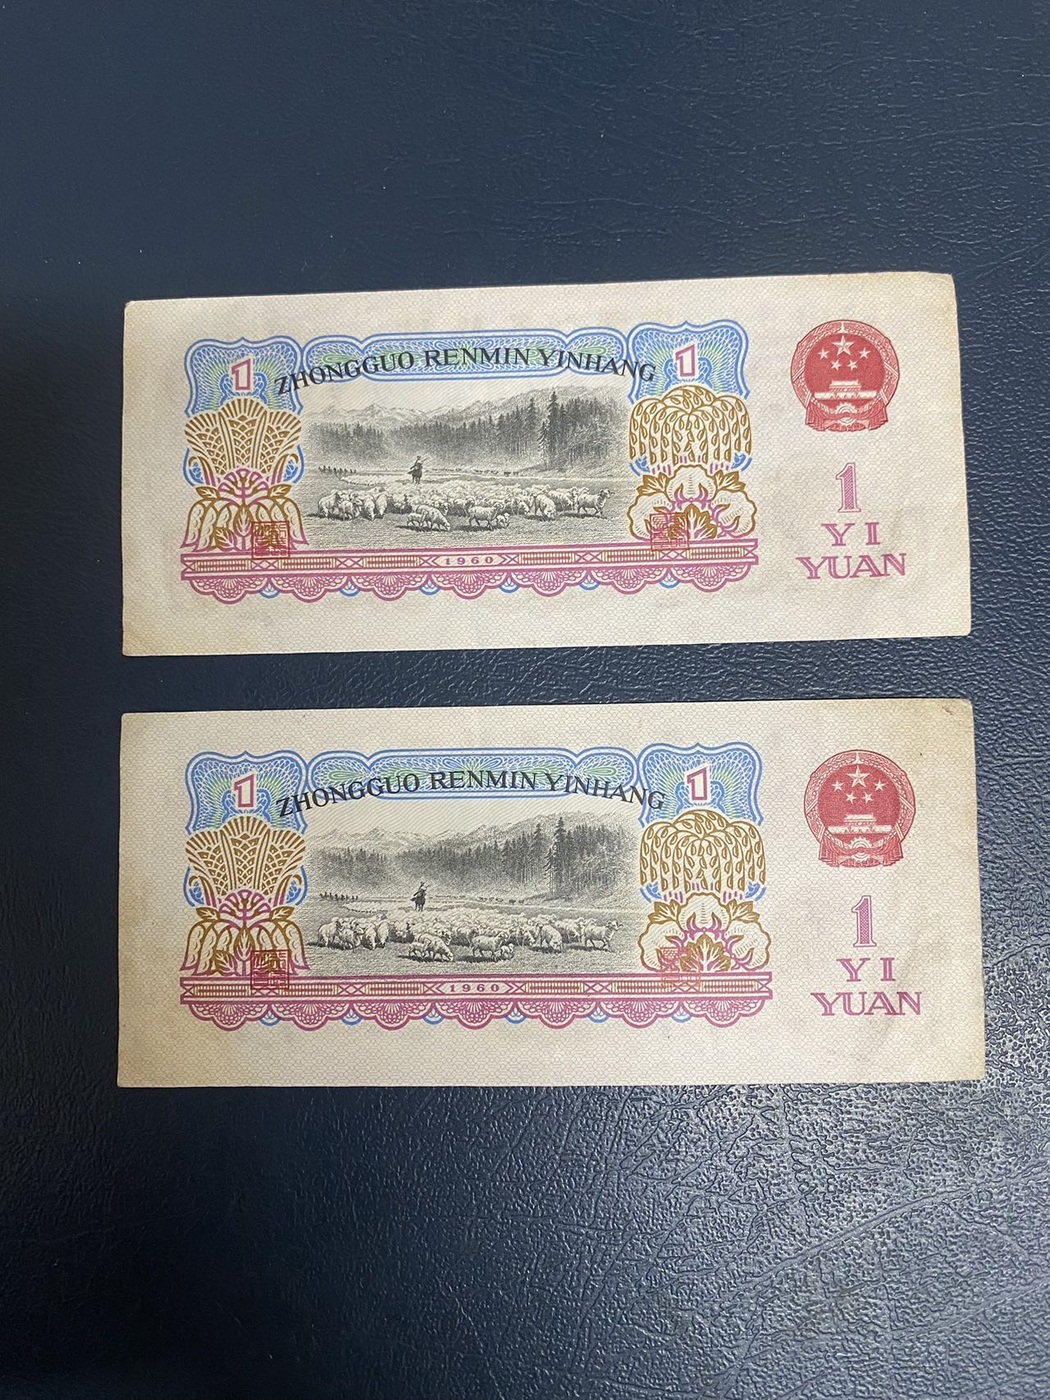 1 ZHONGGUO RENMIN YINHANG 1
1960
1
YI
YUAN
1 ZHONGGUO RENMIN YINHANG 1
1960
1
YI
YUAN